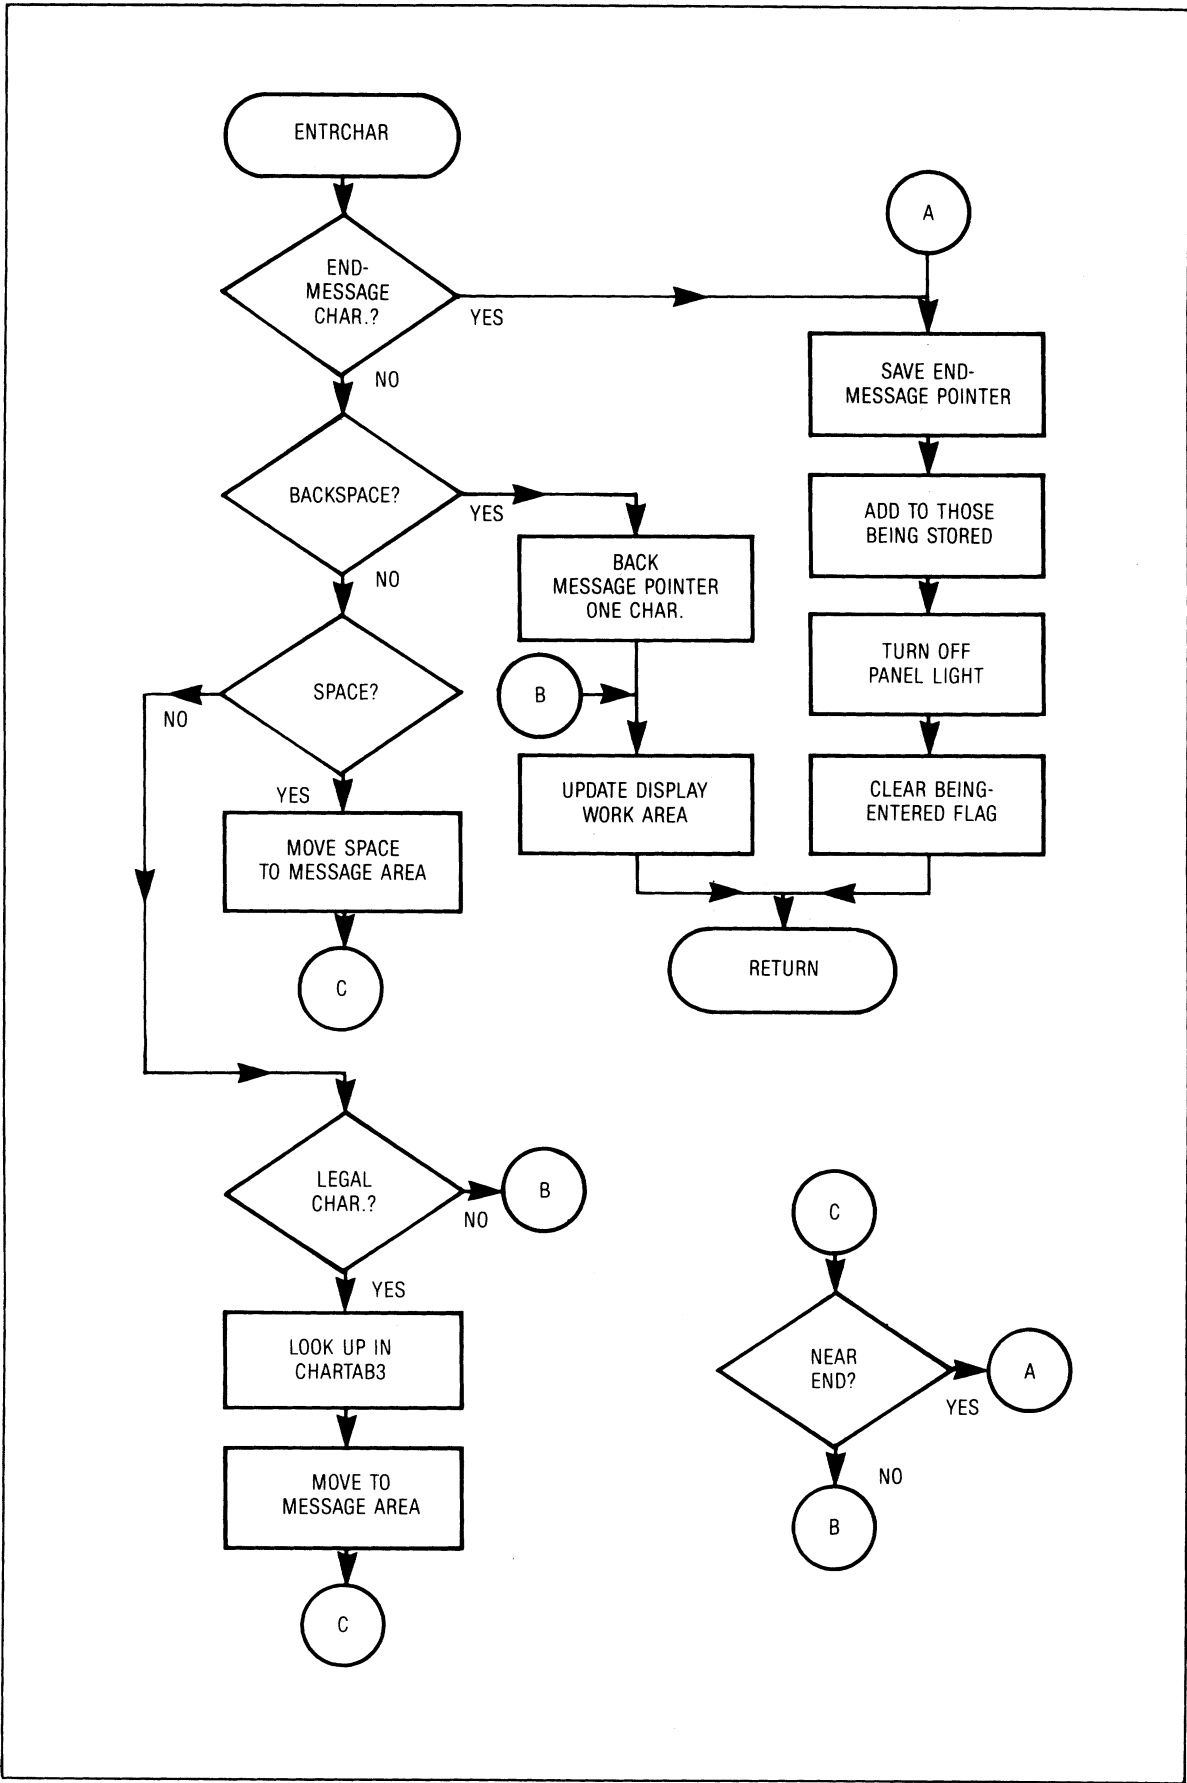 ENTRCHAR
A
END-
MESSAGE
CHAR.?
YES
NO
SAVE END-
MESSAGE POINTER
BACKSPACE?
YES
NO
ADD TO THOSE
BEING STORED
BACK
MESSAGE POINTER
ONE CHAR.
TURN OFF
PANEL LIGHT
SPACE?
NO
YES
B
UPDATE DISPLAY
WORK AREA
CLEAR BEING-
ENTERED FLAG
MOVE SPACE
TO MESSAGE AREA
C
RETURN
LEGAL
CHAR.?
NO
B
YES
LOOK UP IN
CHARTAB3
MOVE TO
MESSAGE AREA
C
C
NEAR
END?
YES
A
NO
B